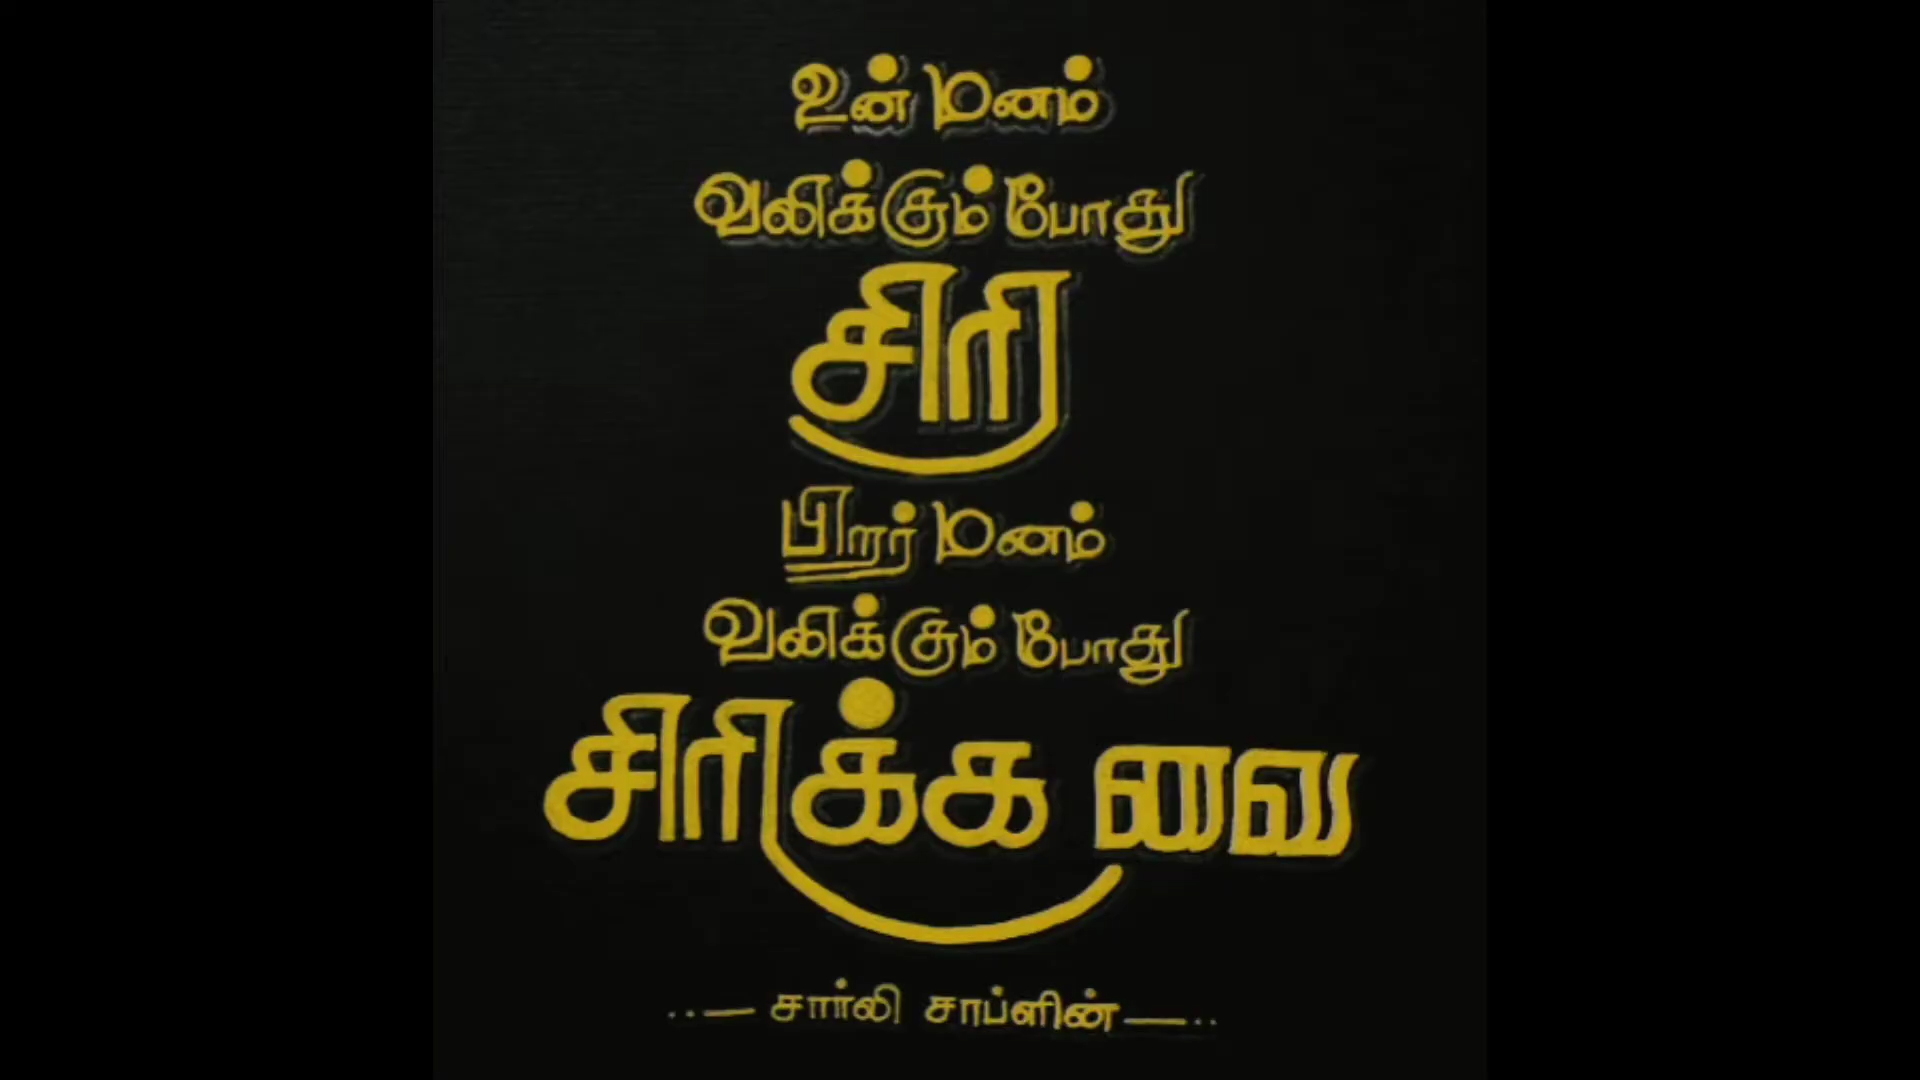 உன் மனம்
வலிக்கும் போது
சிரி
பிறர் மனம்
வலிக்கும் போது
சிரிக்க வை
..— சார்லி சாப்ளின் —..